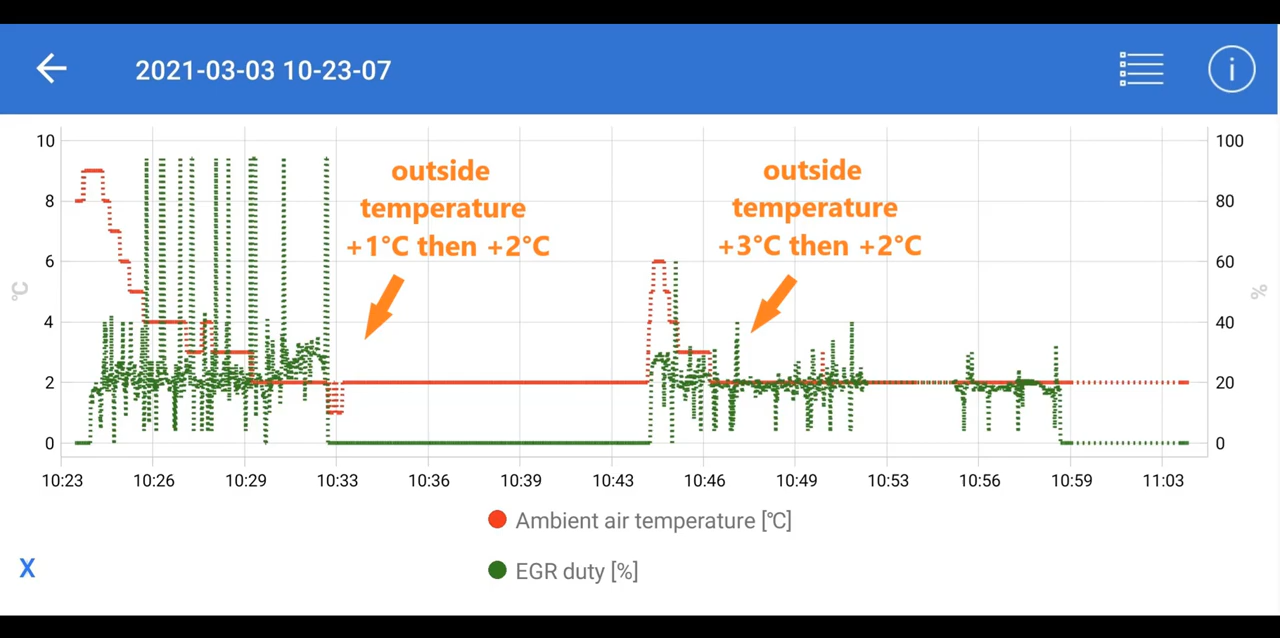 2021-03-03 10-23-07
10
100
outside
temperature
+1°C then +2°C
outside
temperature
+3°C then +2°C
8
80
6
60
°C
%
4
40
2
20
0
0
10:23 10:26 10:29 10:33 10:36 10:39 10:43 10:46 10:49 10:53 10:56 10:59 11:03
Ambient air temperature [°C]
X
EGR duty [%]